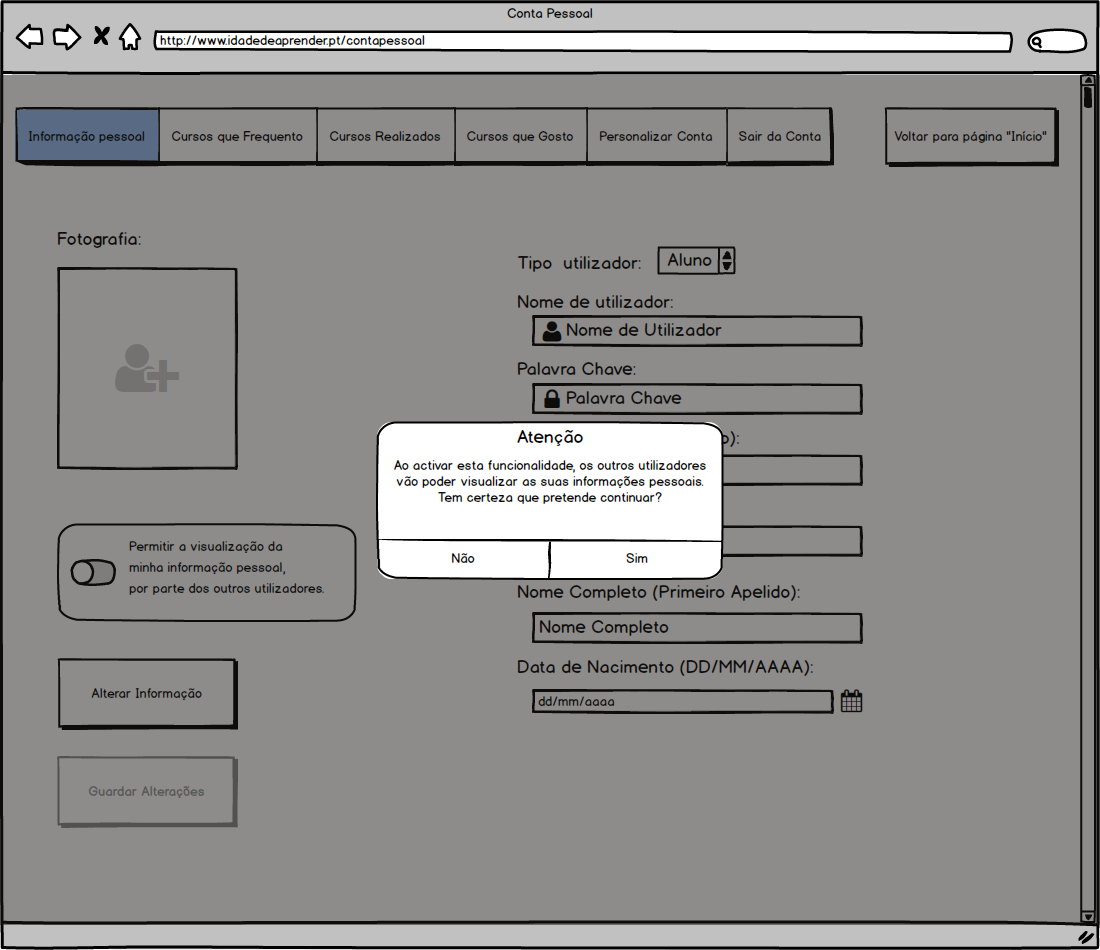 Conta Pessoal
http://www.idadedeaprender.pt/contapessoal
Informação pessoal
Cursos que Frequento
Cursos Realizados
Cursos que Gosto
Personalizar Conta
Sair da Conta
Voltar para página "Início"
Fotografia:
Tipo utilizador:
Aluno
Nome de utilizador:
Nome de Utilizador
Palavra Chave:
Palavra Chave
o):
Atenção
Ao activar esta funcionalidade, os outros utilizadores
vão poder visualizar as suas informações pessoais.
Tem certeza que pretende continuar?
Não
Sim
Permitir a visualização da
minha informação pessoal,
por parte dos outros utilizadores.
Nome Completo (Primeiro Apelido):
Nome Completo
Data de Nacimento (DD/MM/AAAA):
dd/mm/aaaa
Alterar Informação
Guardar Alterações